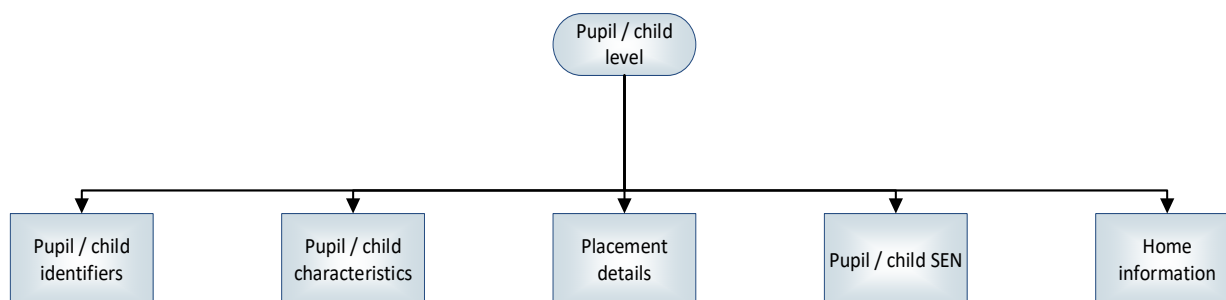 Pupil / child
level
Pupil / child
identifiers
Pupil / child
characteristics
Placement
details
Pupil / child SEN
Home
information